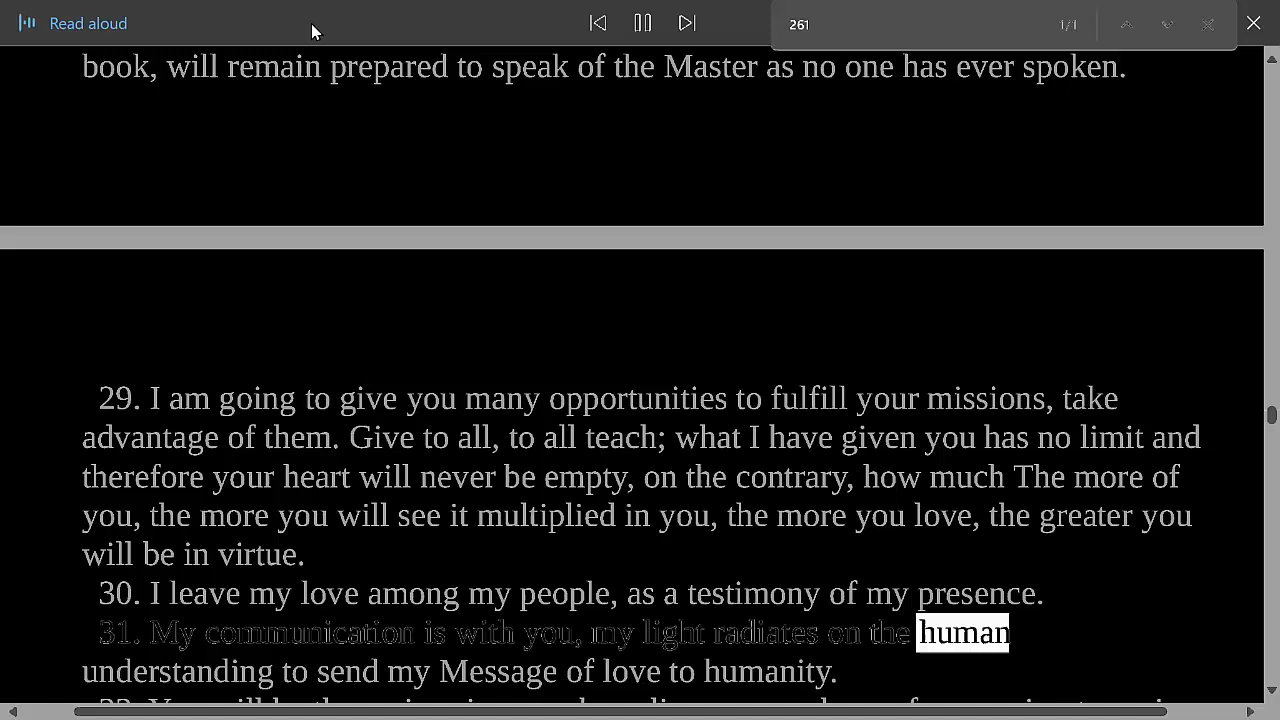 Read aloud
261
1/1
book, will remain prepared to speak of the Master as no one has ever spoken.
29. I am going to give you many opportunities to fulfill your missions, take
advantage of them. Give to all, to all teach; what I have given you has no limit and
therefore your heart will never be empty, on the contrary, how much The more of
you, the more you will see it multiplied in you, the more you love, the greater you
will be in virtue.
30. I leave my love among my people, as a testimony of my presence.
31. My communication is with you, my light radiates on the human
understanding to send my Message of love to humanity.